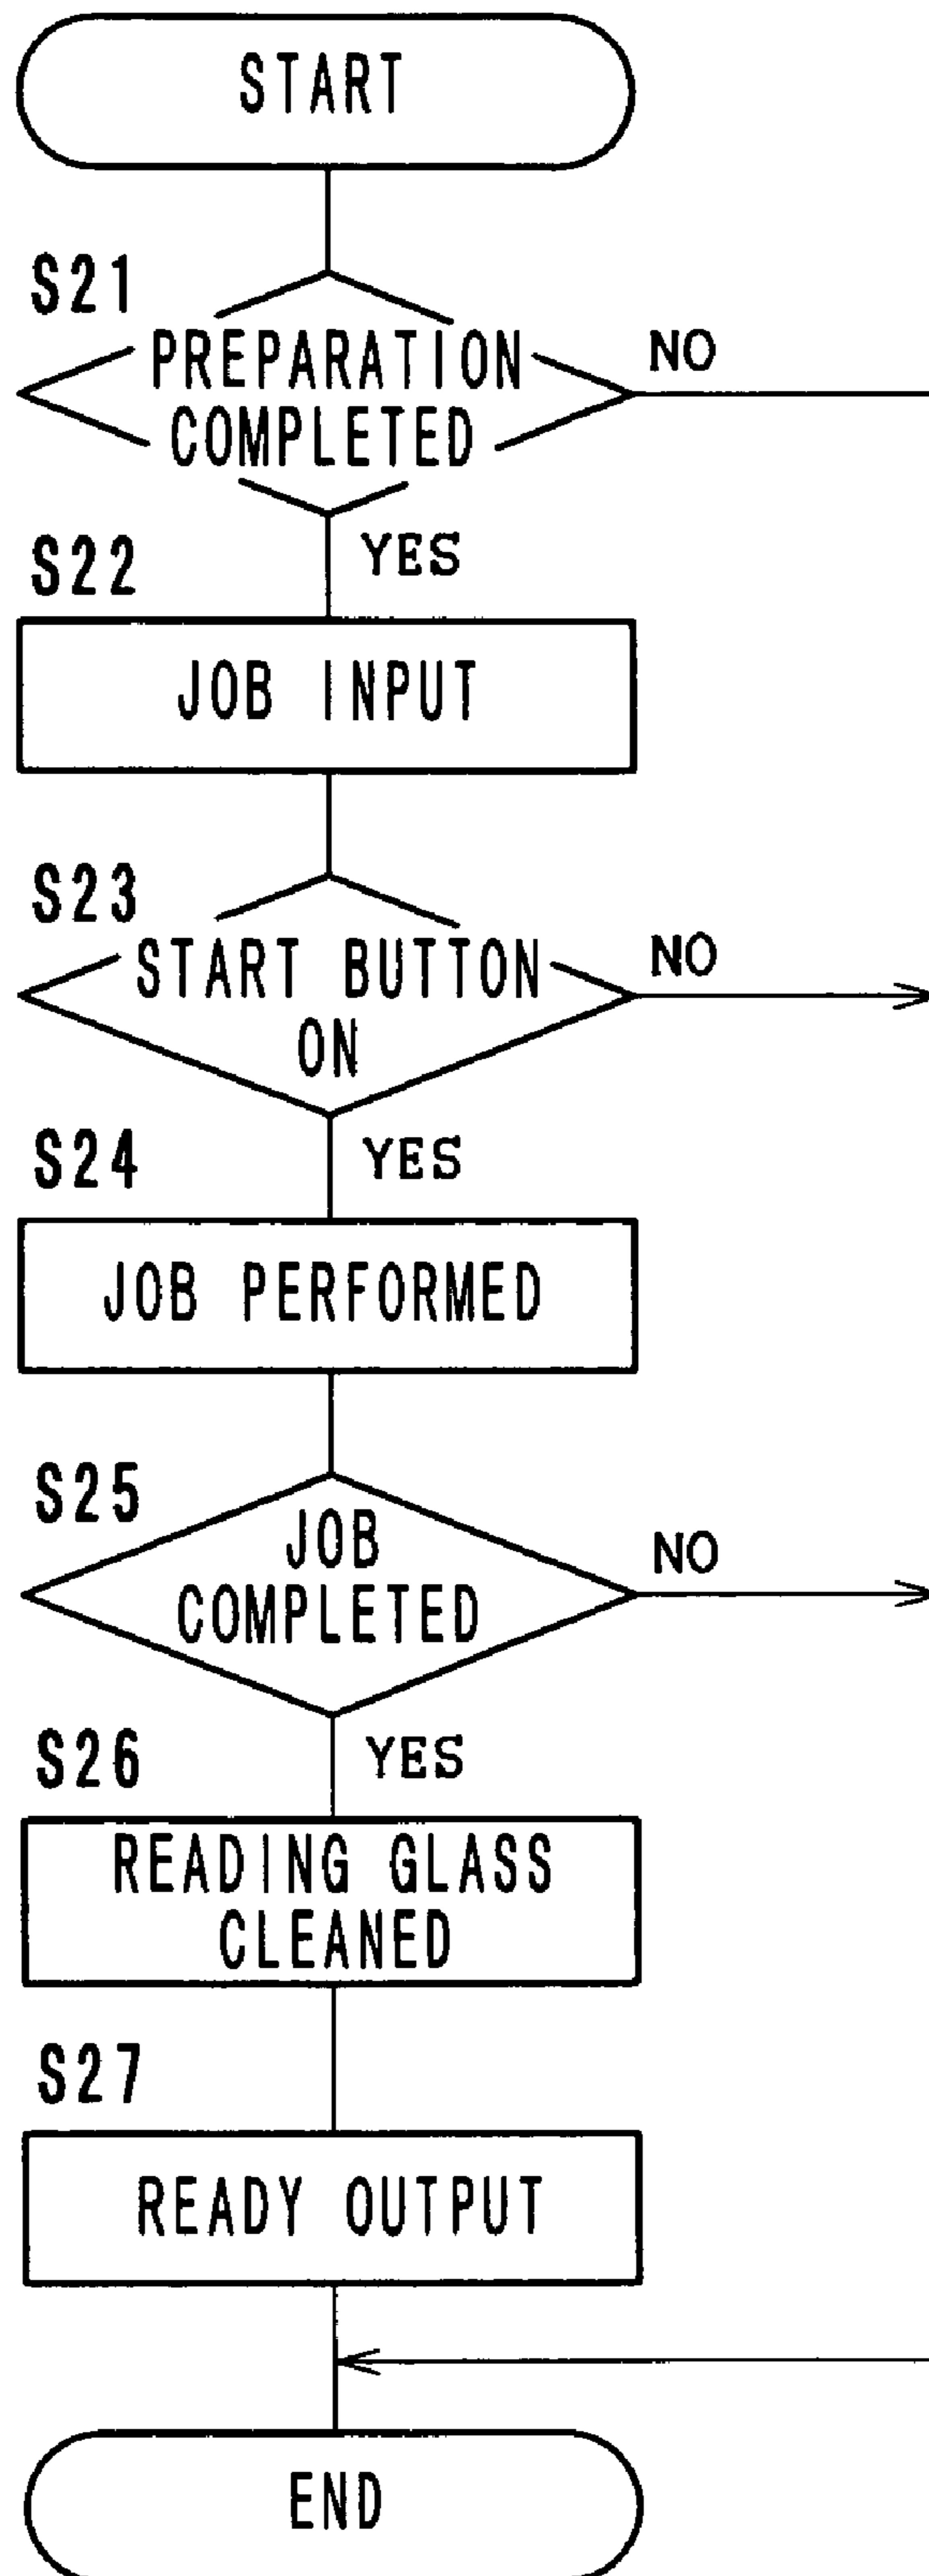 START
S21
PREPARATION
COMPLETED
NO
YES
S22
JOB INPUT
S23
START BUTTON
ON
NO
YES
S24
JOB PERFORMED
S25
JOB
COMPLETED
NO
YES
S26
READING GLASS
CLEANED
S27
READY OUTPUT
END